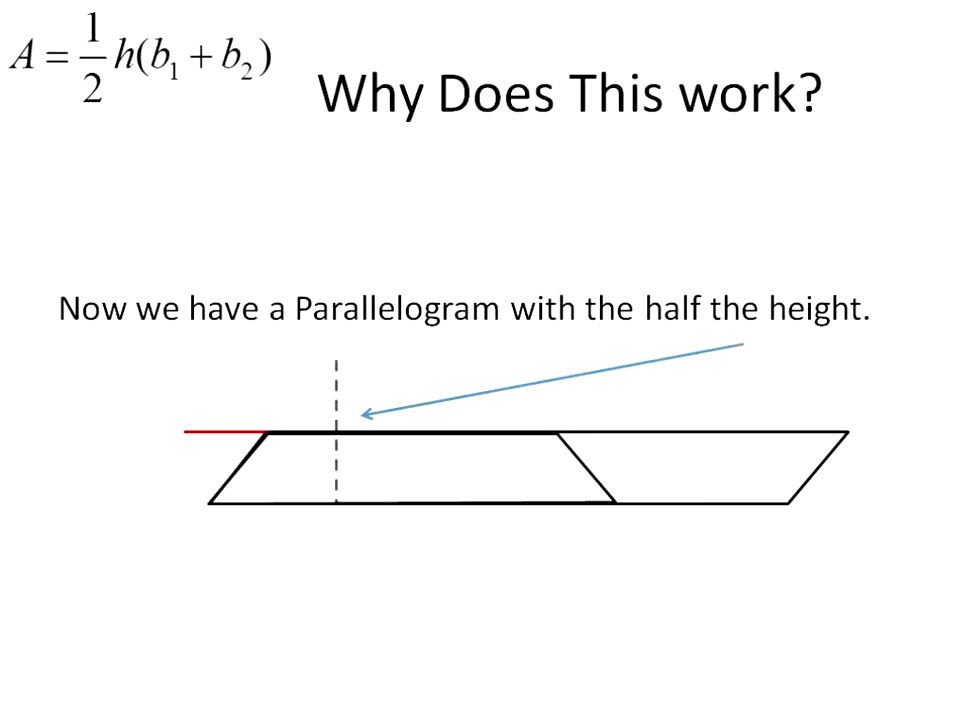 A = 1/2 h(b₁ + b₂)
Why Does This work?
Now we have a Parallelogram with the half the height.